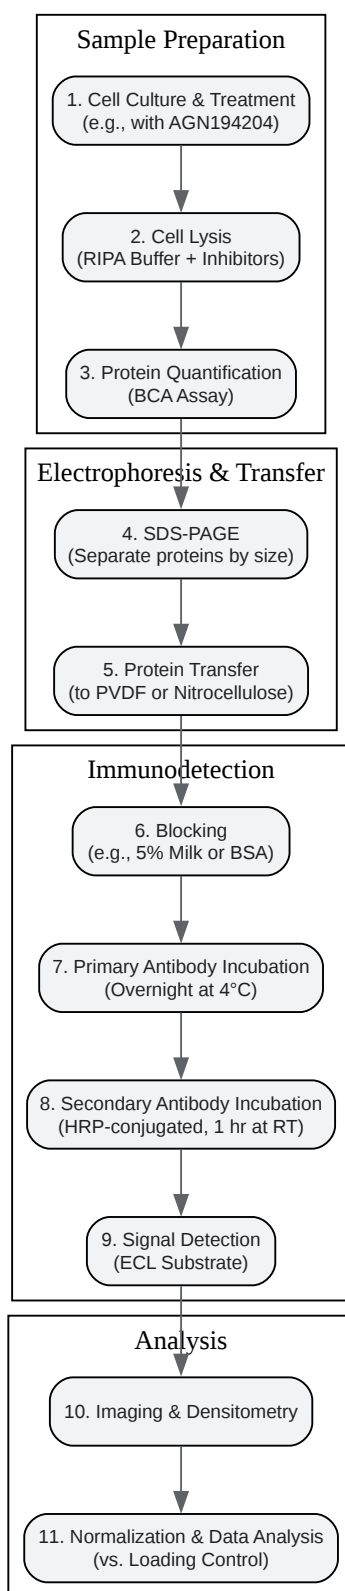 Sample Preparation
1. Cell Culture & Treatment
(e.g., with AGN194204)
2. Cell Lysis
(RIPA Buffer + Inhibitors)
3. Protein Quantification
(BCA Assay)
Electrophoresis & Transfer
4. SDS-PAGE
(Separate proteins by size)
5. Protein Transfer
(to PVDF or Nitrocellulose)
Immunodetection
6. Blocking
(e.g., 5% Milk or BSA)
7. Primary Antibody Incubation
(Overnight at 4°C)
8. Secondary Antibody Incubation
(HRP-conjugated, 1 hr at RT)
9. Signal Detection
(ECL Substrate)
Analysis
10. Imaging & Densitometry
11. Normalization & Data Analysis
(vs. Loading Control)